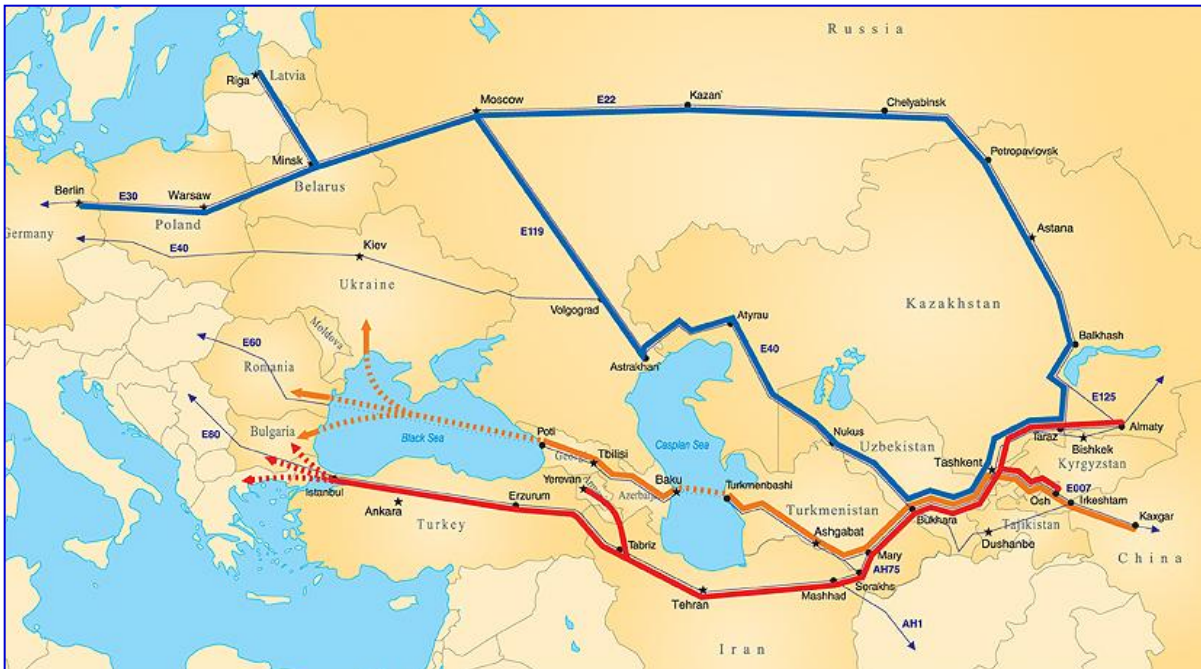 Russia
Riga
Latvia
Moscow
E22
Kazan'
Chelyabinsk
Minsk
Belarus
Petropavlovsk
Berlin
E30
Warsaw
Poland
Germany
E40
Kiev
E119
Astana
Ukraine
Volgograd
Kazakhstan
Moldova
Atyrau
E60
Romania
Astrakhan'
E40
Balkhash
E125
E80
Bulgaria
Black Sea
Poti
Caspian Sea
Nukus
Uzbekistan
Taraz
Almaty
Bishkek
Georgia
Tbilisi
Tashkent
Kyrgyzstan
Yerevan
Baku
Turkmenbashi
E007
Istanbul
Erzurum
Azerbaijan
Osh
Irkeshtam
Ankara
Turkey
Turkmenistan
Bukhara
Kaxgar
Ashgabat
Tajikistan
Dushanbe
Tabriz
Mary
China
AH75
Serakhs
Tehran
Mashhad
AH1
Iran